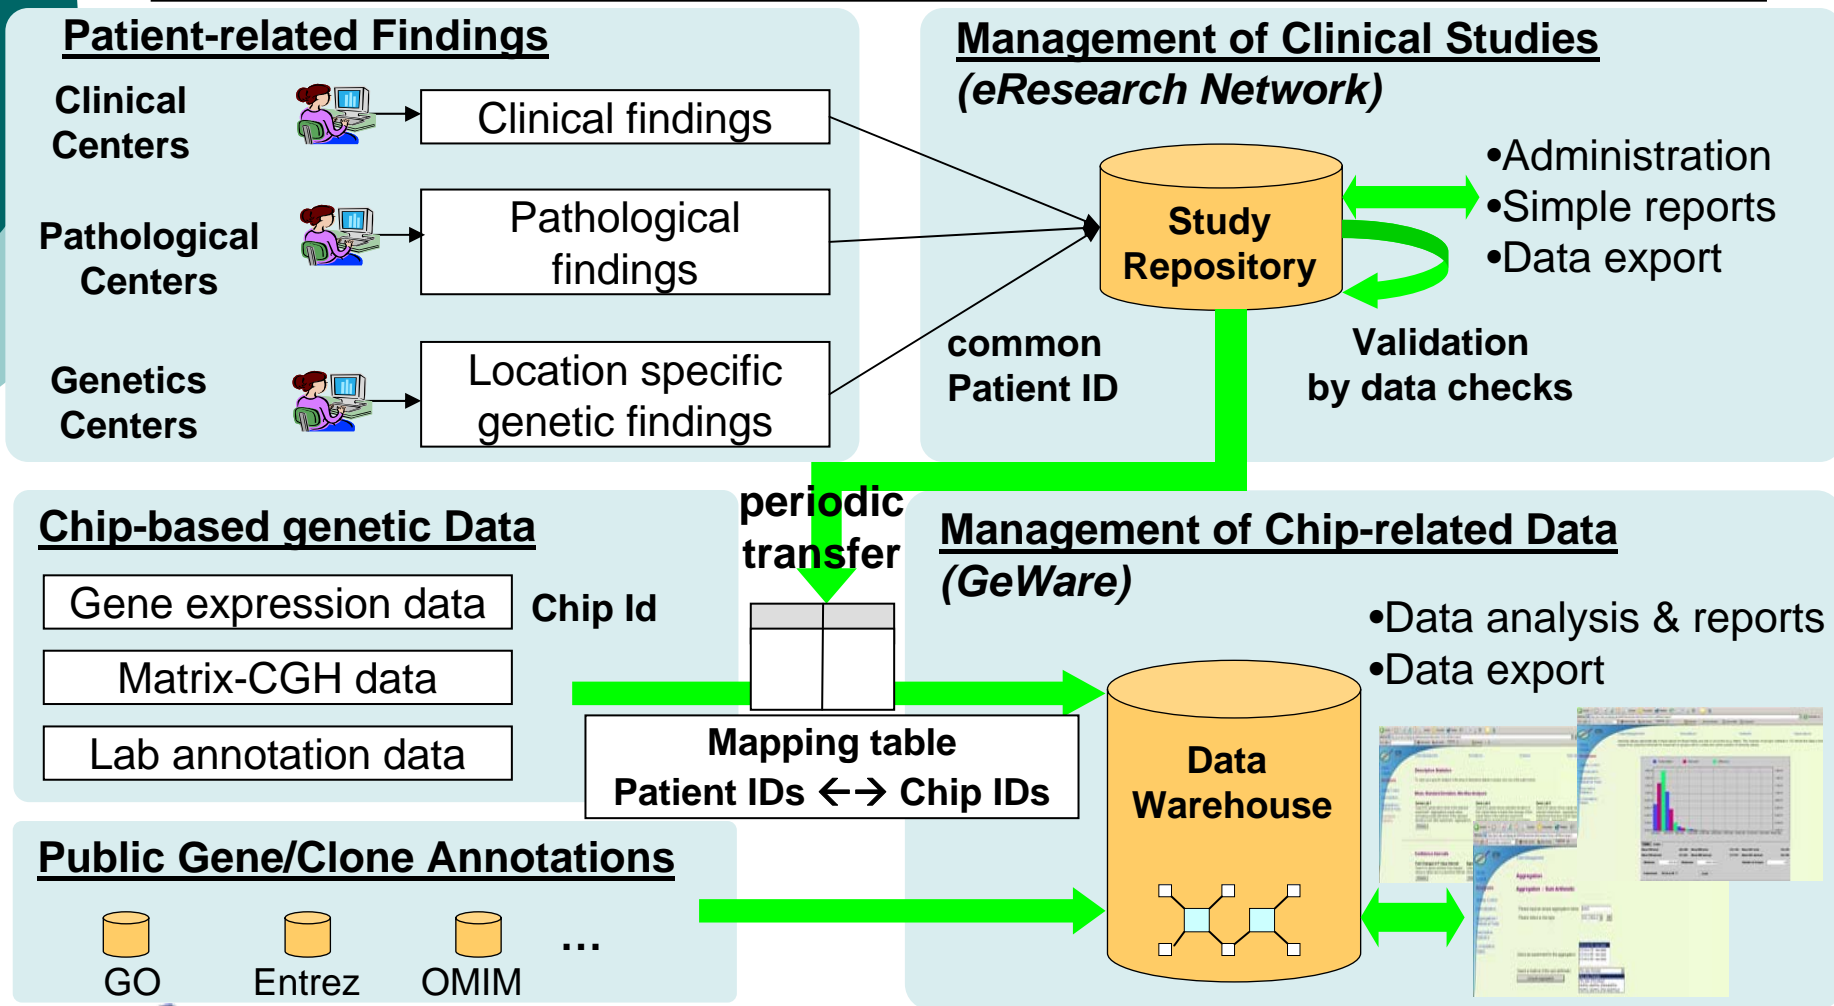 Patient-related Findings
Clinical
Centers
Clinical findings
Pathological
Centers
Pathological
findings
Genetics
Centers
Location specific
genetic findings
Management of Clinical Studies
(eResearch Network)
Study
Repository
•Administration
•Simple reports
•Data export
common
Patient ID
Validation
by data checks
periodic
transfer
Chip-based genetic Data
Gene expression data
Chip Id
Matrix-CGH data
Lab annotation data
Mapping table
Patient IDs ←→ Chip IDs
Management of Chip-related Data
(GeWare)
•Data analysis & reports
•Data export
Data
Warehouse
Public Gene/Clone Annotations
GO
Entrez
OMIM
...
Descriptive Statistics
Aggregation